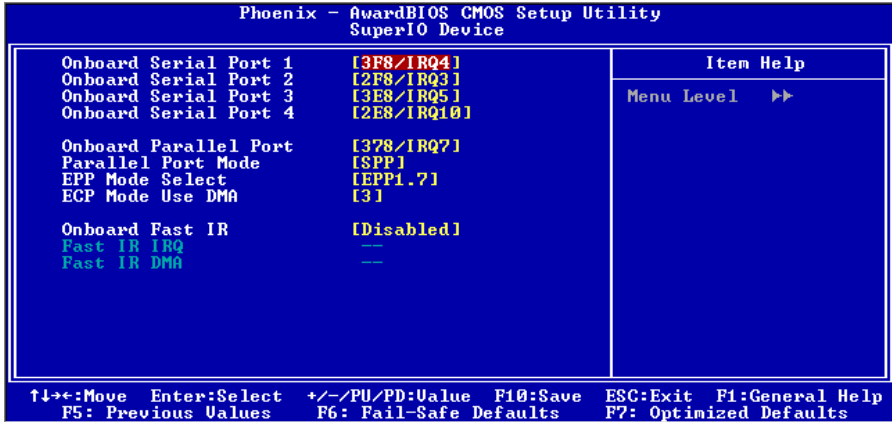 Phoenix - AwardBIOS CMOS Setup Utility
SuperIO Device
Onboard Serial Port 1 [3F8/IRQ4]
Onboard Serial Port 2 [2F8/IRQ3]
Onboard Serial Port 3 [3E8/IRQ5]
Onboard Serial Port 4 [2E8/IRQ10]
Onboard Parallel Port [378/IRQ7]
Parallel Port Mode [SPP]
EPP Mode Select [EPP1.7]
ECP Mode Use DMA [3]
Onboard Fast IR [Disabled]
Fast IR IRQ --
Fast IR DMA --
Item Help
Menu Level ▶▶
↑↓→←:Move Enter:Select +/-/PU/PD:Value F10:Save ESC:Exit F1:General Help
F5: Previous Values F6: Fail-Safe Defaults F7: Optimized Defaults